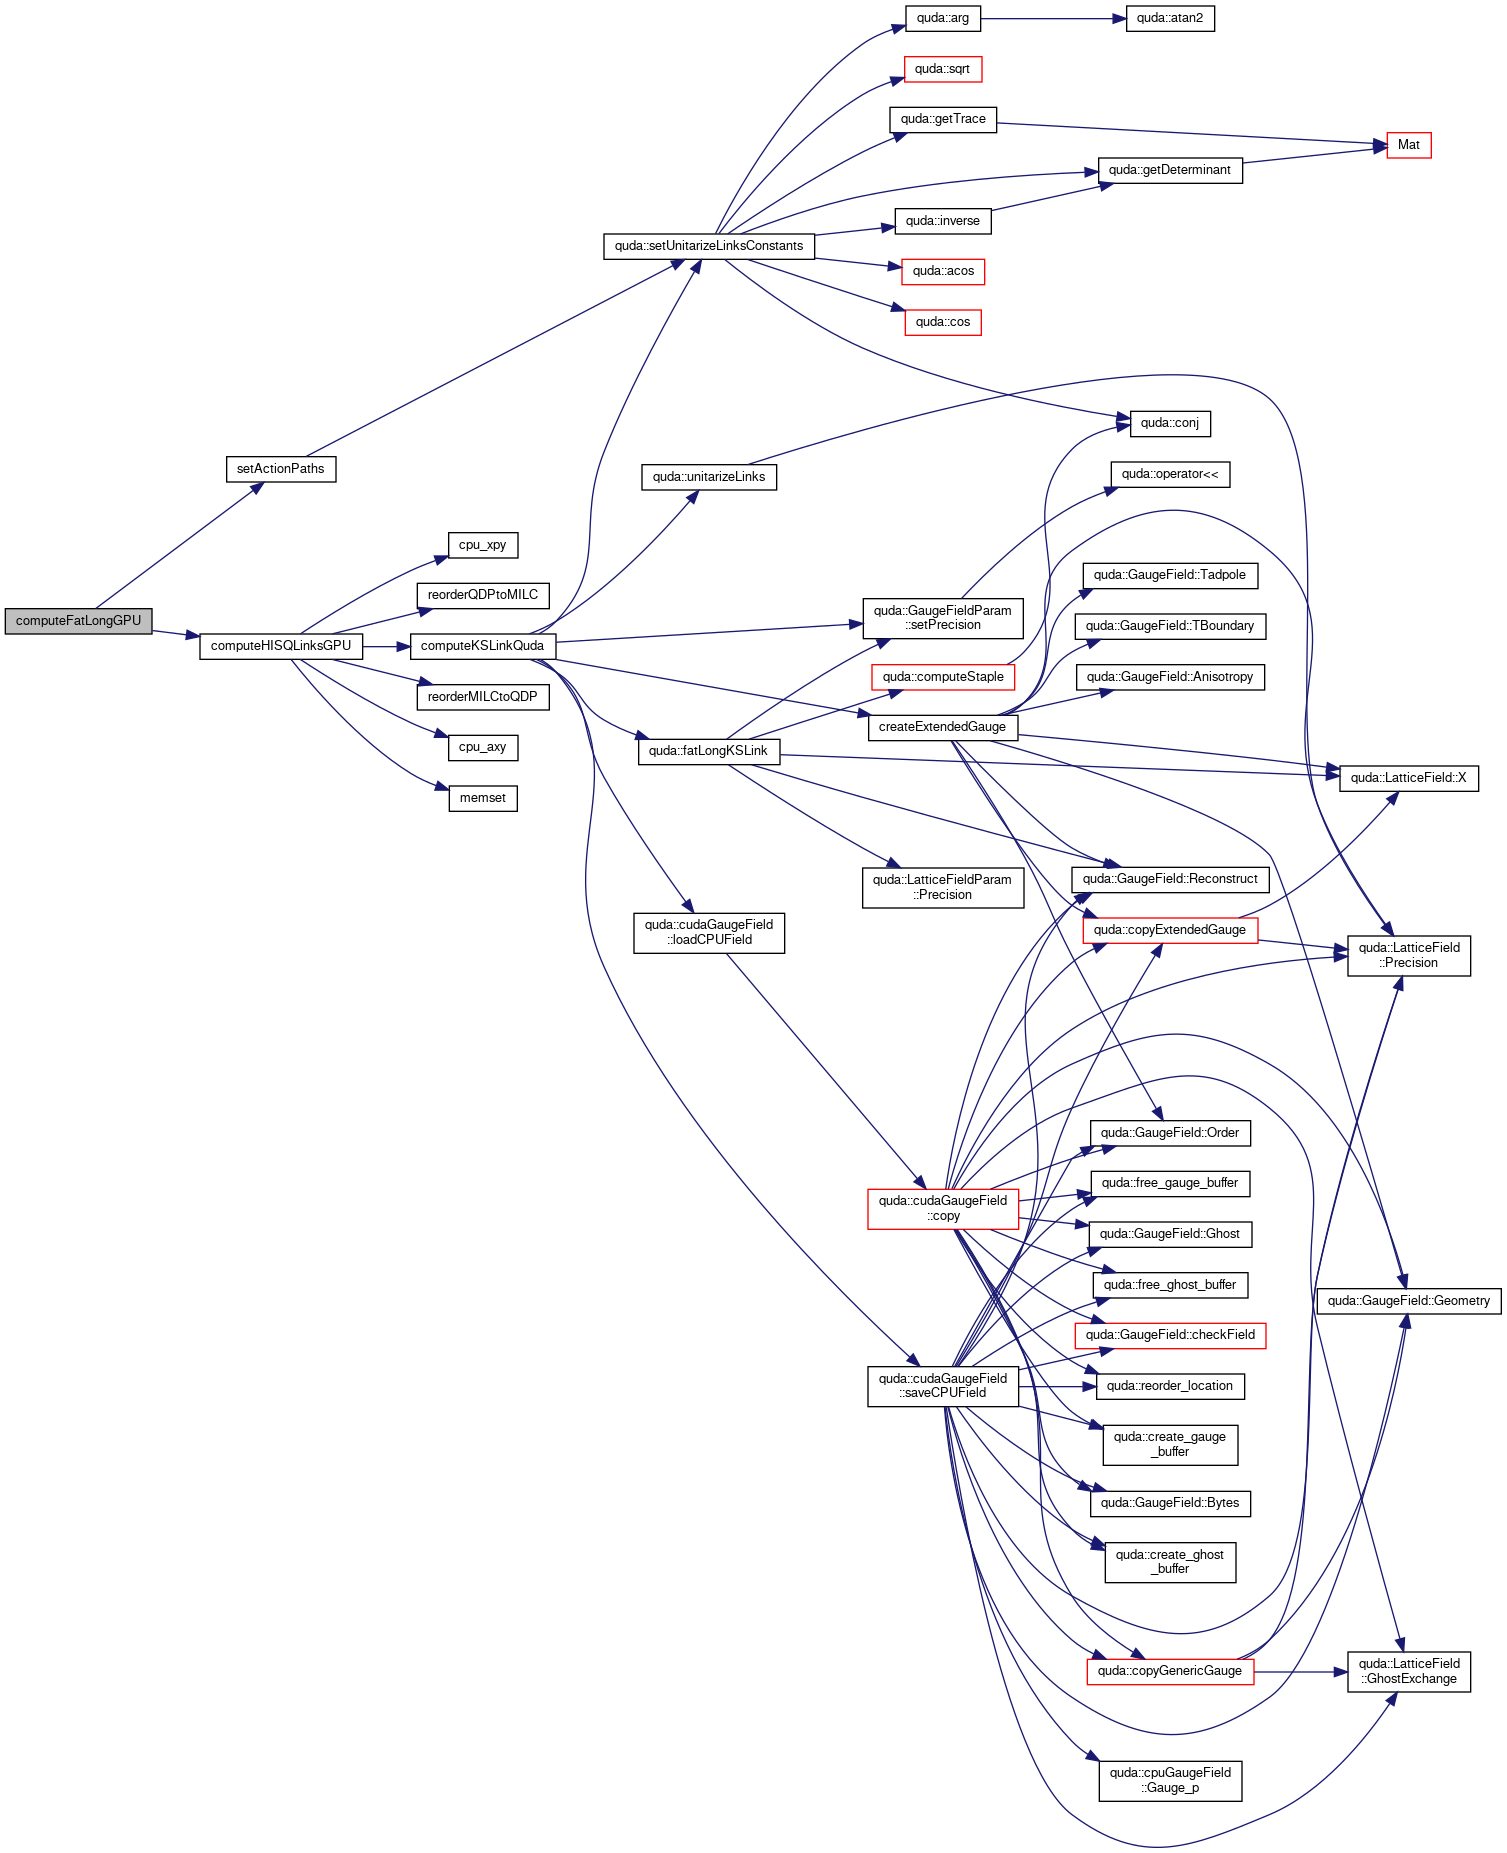 computeFatLongGPU
setActionPaths
computeHISQLinksGPU
cpu_xpy
reorderQDPtoMILC
computeKSLinkQuda
reorderMILCtoQDP
cpu_axy
memset
quda::setUnitarizeLinksConstants
quda::unitarizeLinks
quda::fatLongKSLink
quda::cudaGaugeField
::loadCPUField
quda::arg
quda::sqrt
quda::getTrace
quda::inverse
quda::acos
quda::cos
quda::GaugeFieldParam
::setPrecision
quda::computeStaple
createExtendedGauge
quda::LatticeFieldParam
::Precision
quda::cudaGaugeField
::copy
quda::cudaGaugeField
::saveCPUField
quda::atan2
quda::getDeterminant
quda::conj
quda::operator<<
quda::GaugeField::Tadpole
quda::GaugeField::TBoundary
quda::GaugeField::Anisotropy
quda::GaugeField::Reconstruct
quda::copyExtendedGauge
quda::GaugeField::Order
quda::free_gauge_buffer
quda::GaugeField::Ghost
quda::free_ghost_buffer
quda::GaugeField::checkField
quda::reorder_location
quda::create_gauge
_buffer
quda::GaugeField::Bytes
quda::create_ghost
_buffer
quda::copyGenericGauge
quda::cpuGaugeField
::Gauge_p
Mat
quda::LatticeField::X
quda::LatticeField
::Precision
quda::GaugeField::Geometry
quda::LatticeField
::GhostExchange